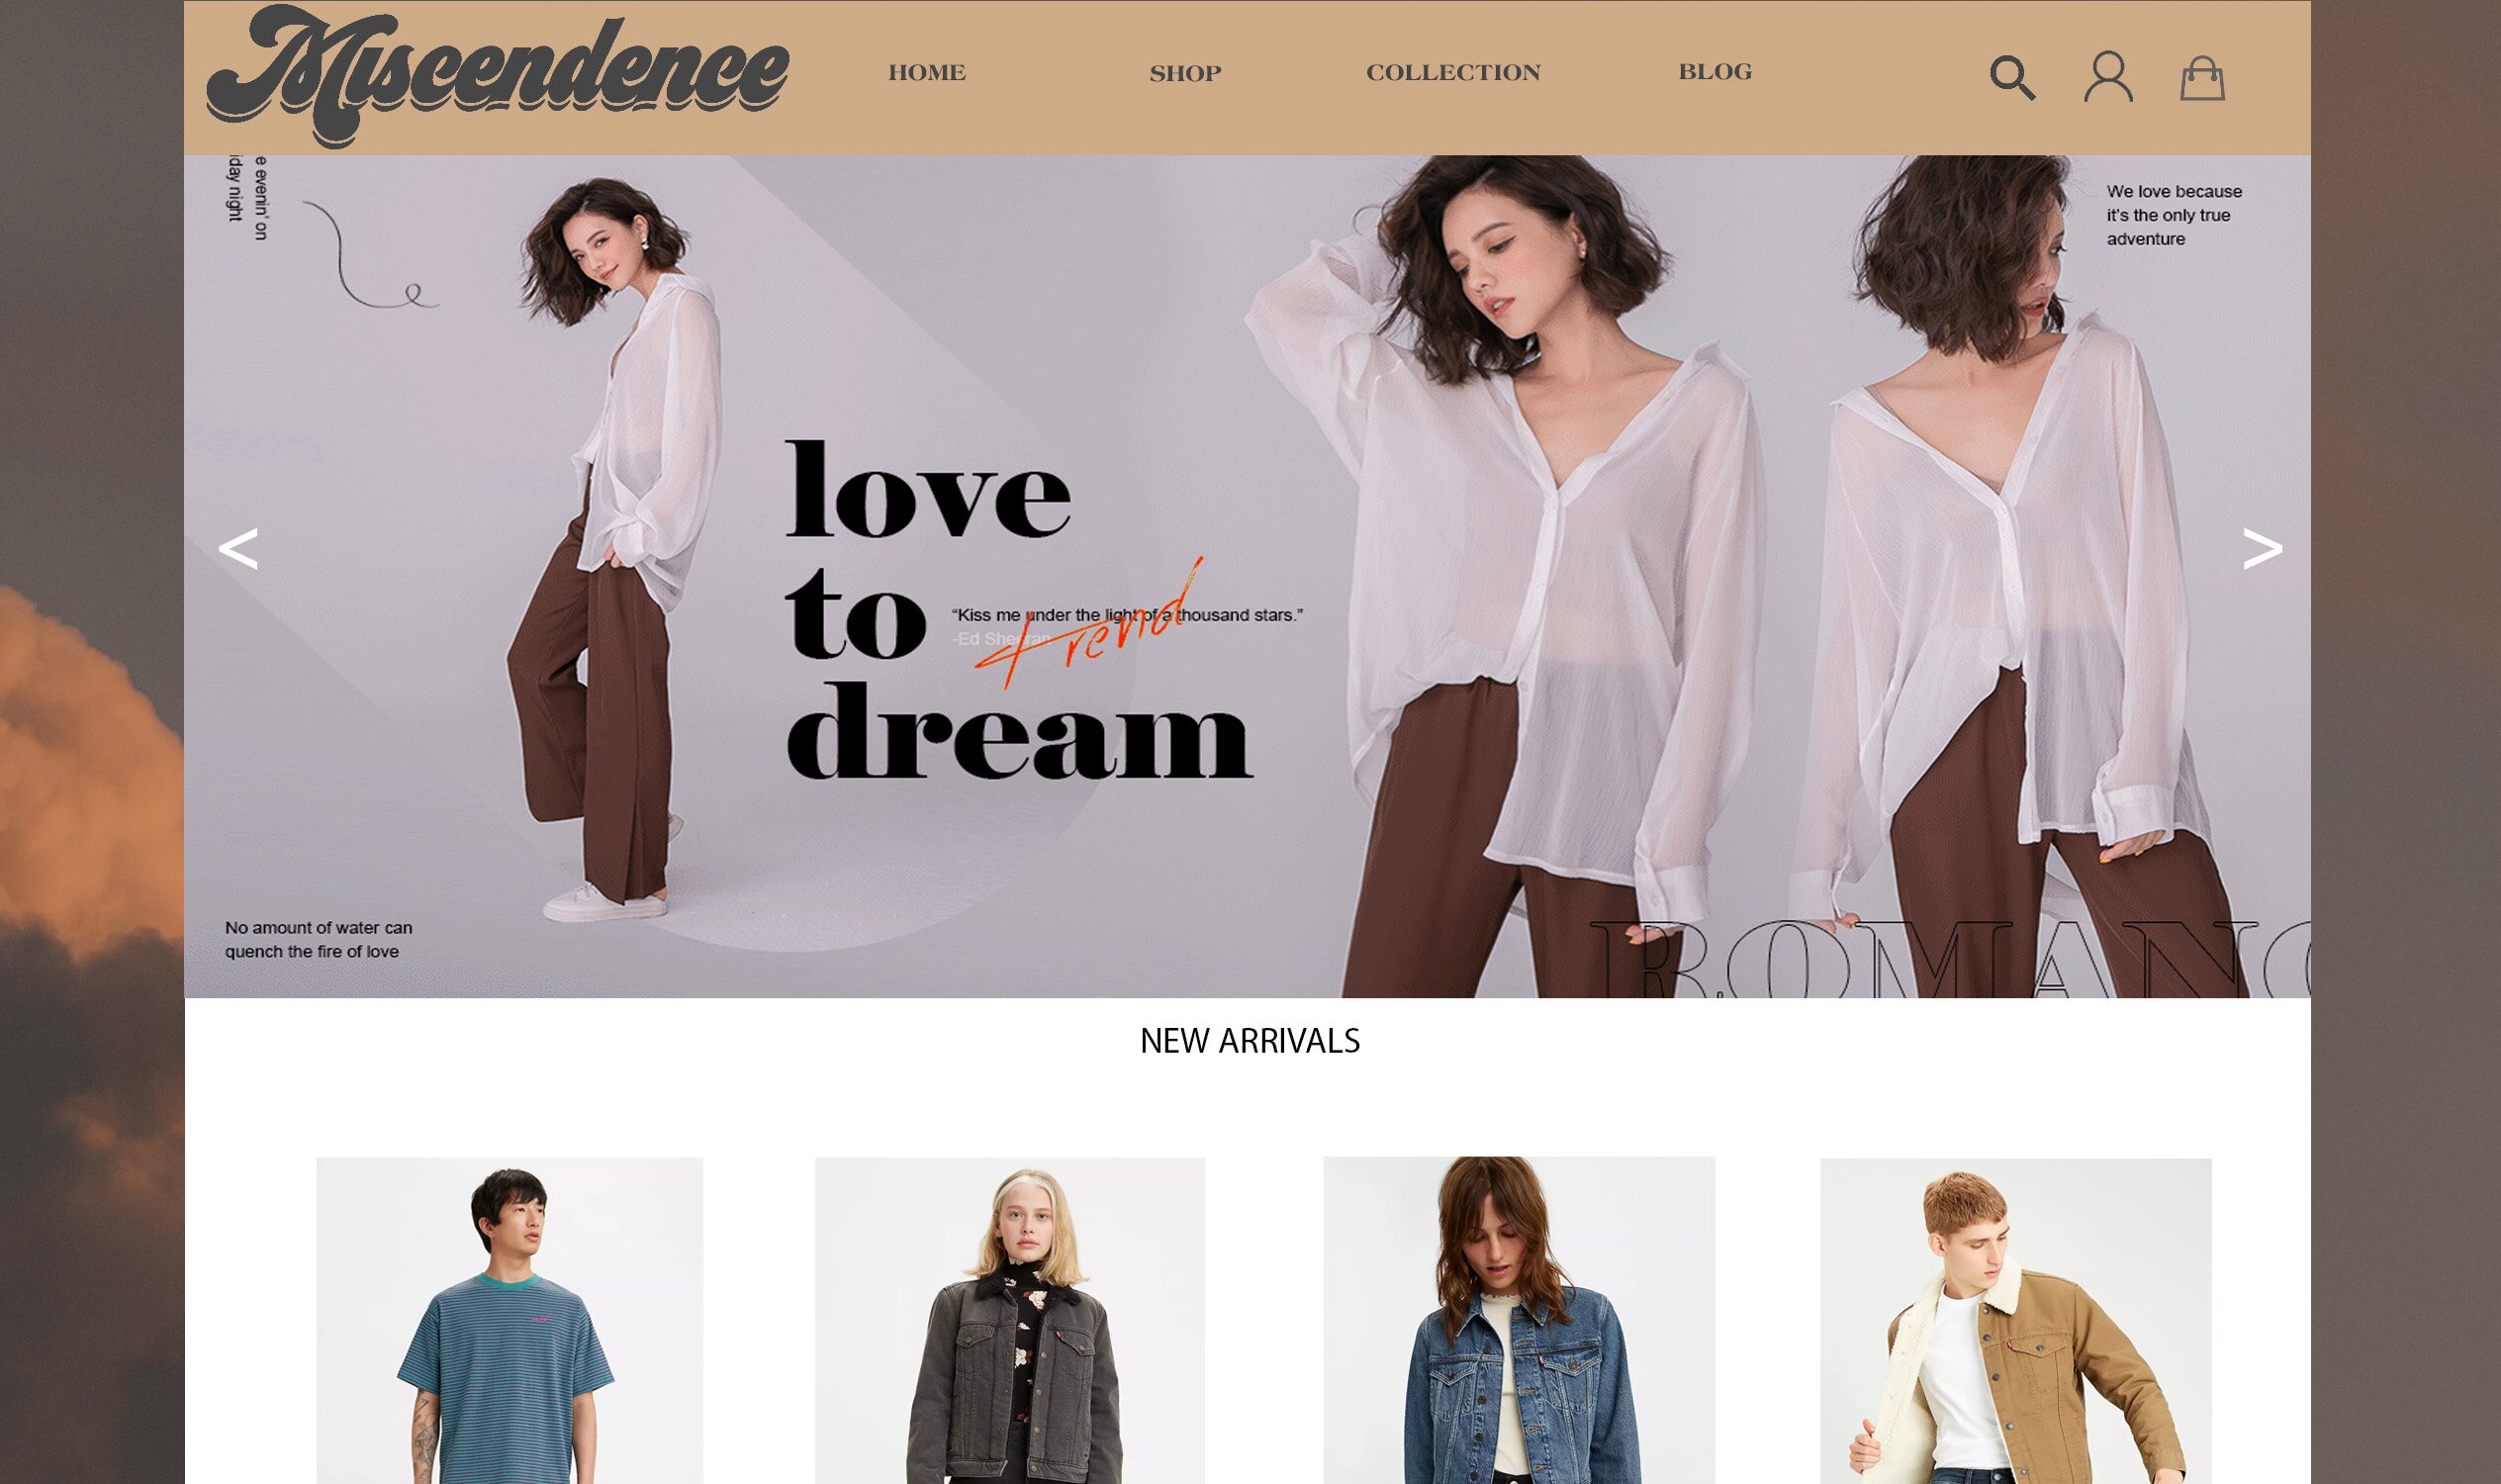 Miscendence
HOME
SHOP
COLLECTION
BLOG
e evenin' on
iday night
We love because
it's the only true
adventure
<
>
love
to
dream
"Kiss me under the light of a thousand stars."
-Ed Sheeran
trend
No amount of water can
quench the fire of love
ROMANC
NEW ARRIVALS